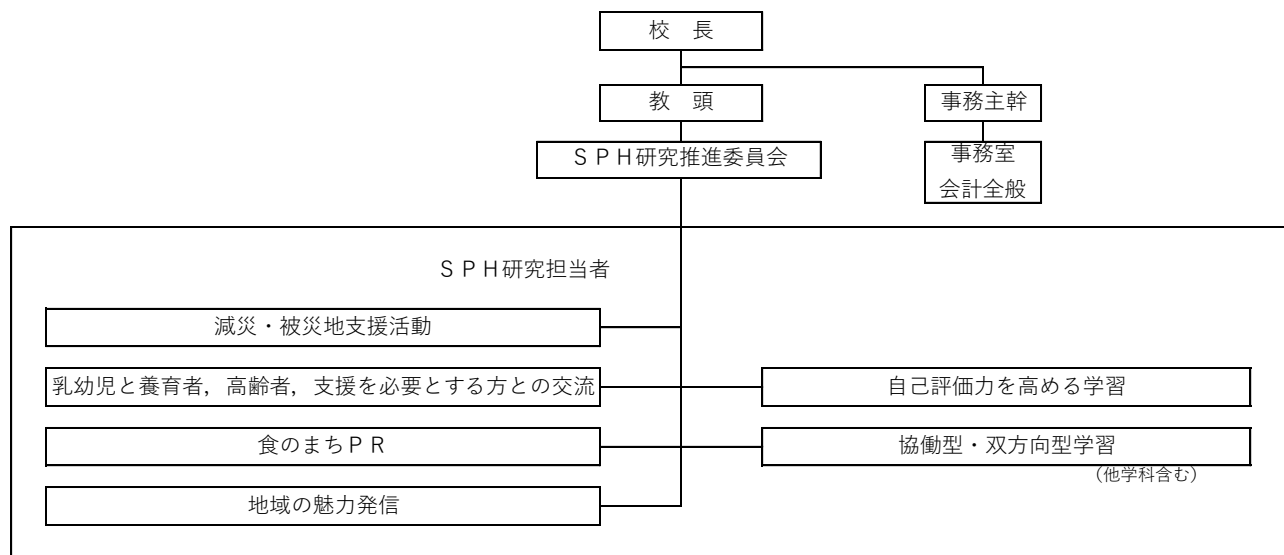 校　長
教　頭
事務主幹
ＳＰＨ研究推進委員会
事務室
会計全般
ＳＰＨ研究担当者
減災・被災地支援活動
乳幼児と養育者，高齢者，支援を必要とする方との交流
自己評価力を高める学習
食のまちＰＲ
協働型・双方向型学習
（他学科含む）
地域の魅力発信